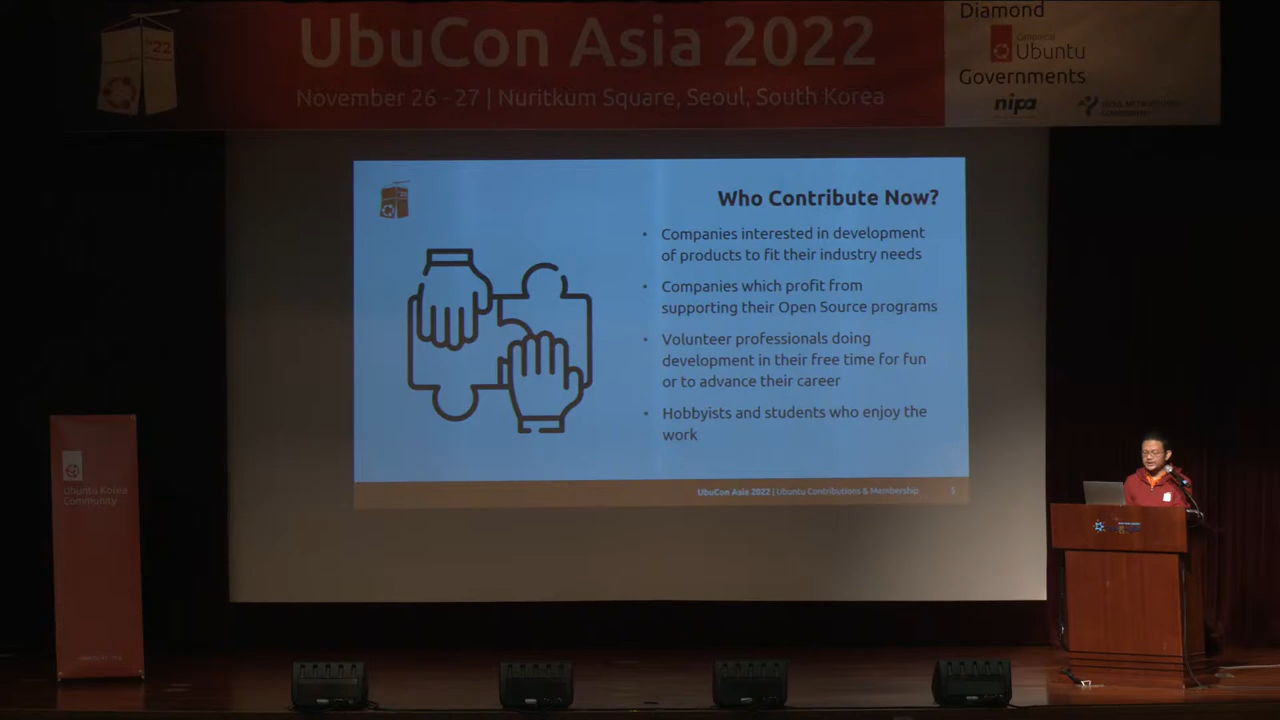 UbuCon Asia 2022
November 26 - 27 | Nuritkum Square, Seoul, South Korea
22
Diamond
Canonical
Ubuntu
Governments
nipa
Who Contribute Now?
• Companies interested in development
of products to fit their industry needs
• Companies which profit from
supporting their Open Source programs
• Volunteer professionals doing
development in their free time for fun
or to advance their career
• Hobbyists and students who enjoy the
work
UbuCon Asia 2022 | Ubuntu Contributions & Membership
Ubuntu Korea
Community